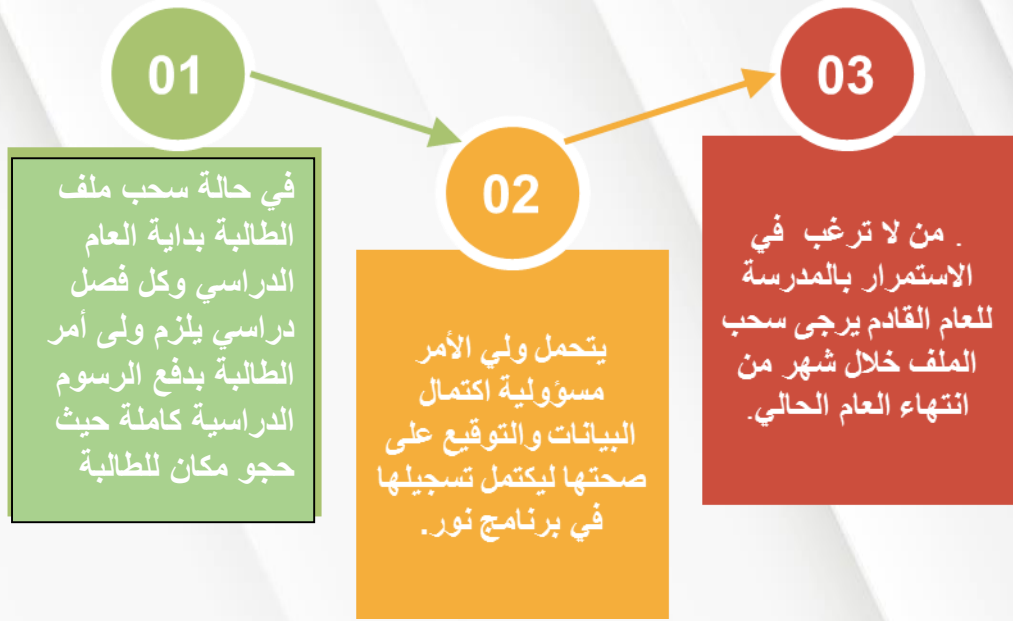 01
في حالة سحب ملف
الطالبة بداية العام
الدراسي وكل فصل
دراسي يلزم ولى أمر
الطالبة بدفع الرسوم
الدراسية كاملة حيث
حجو مكان للطالبة
02
يتحمل ولي الأمر
مسؤولية اكتمال
البيانات والتوقيع على
صحتها ليكتمل تسجيلها
في برنامج نور.
03
. من لا ترغب في
الاستمرار بالمدرسة
للعام القادم يرجى سحب
الملف خلال شهر من
انتهاء العام الحالي.